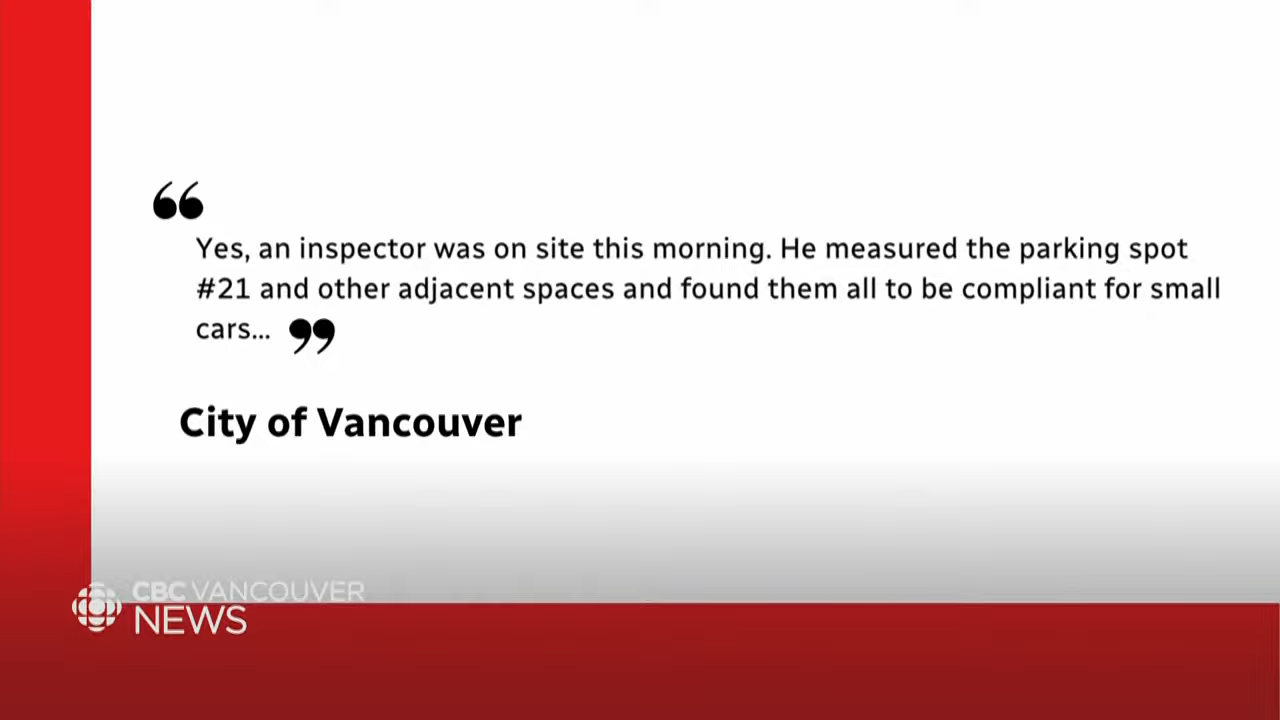 “
Yes, an inspector was on site this morning. He measured the parking spot
#21 and other adjacent spaces and found them all to be compliant for small
cars... ”
City of Vancouver
CBC VANCOUVER
NEWS